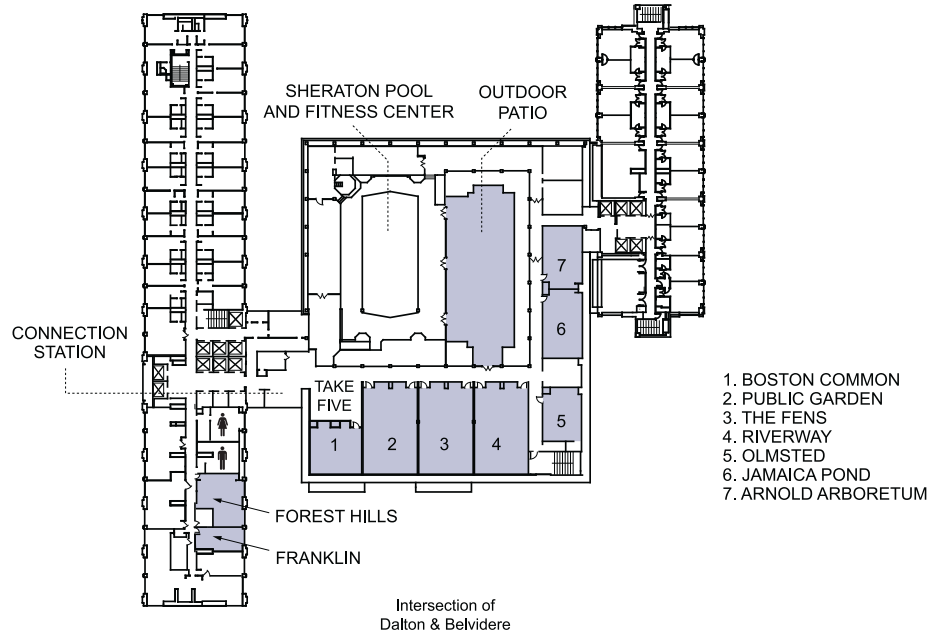 SHERATON POOL
AND FITNESS CENTER
OUTDOOR
PATIO
CONNECTION
STATION
TAKE
FIVE
1
2
3
4
5
6
7
FOREST HILLS
FRANKLIN
1. BOSTON COMMON
2. PUBLIC GARDEN
3. THE FENS
4. RIVERWAY
5. OLMSTED
6. JAMAICA POND
7. ARNOLD ARBORETUM
Intersection of
Dalton & Belvidere